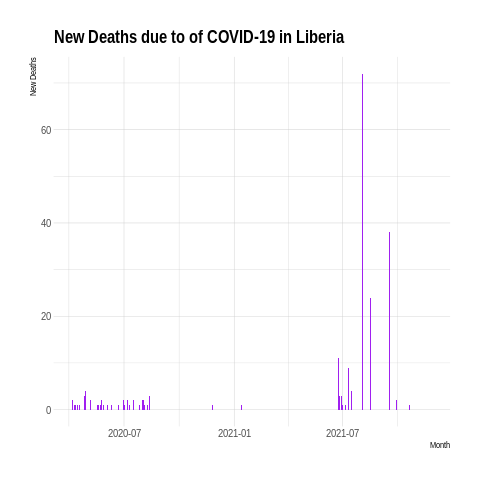 New Deaths due to of COVID-19 in Liberia
New Deaths
60
40
20
0
2020-07
2021-01
2021-07
Month